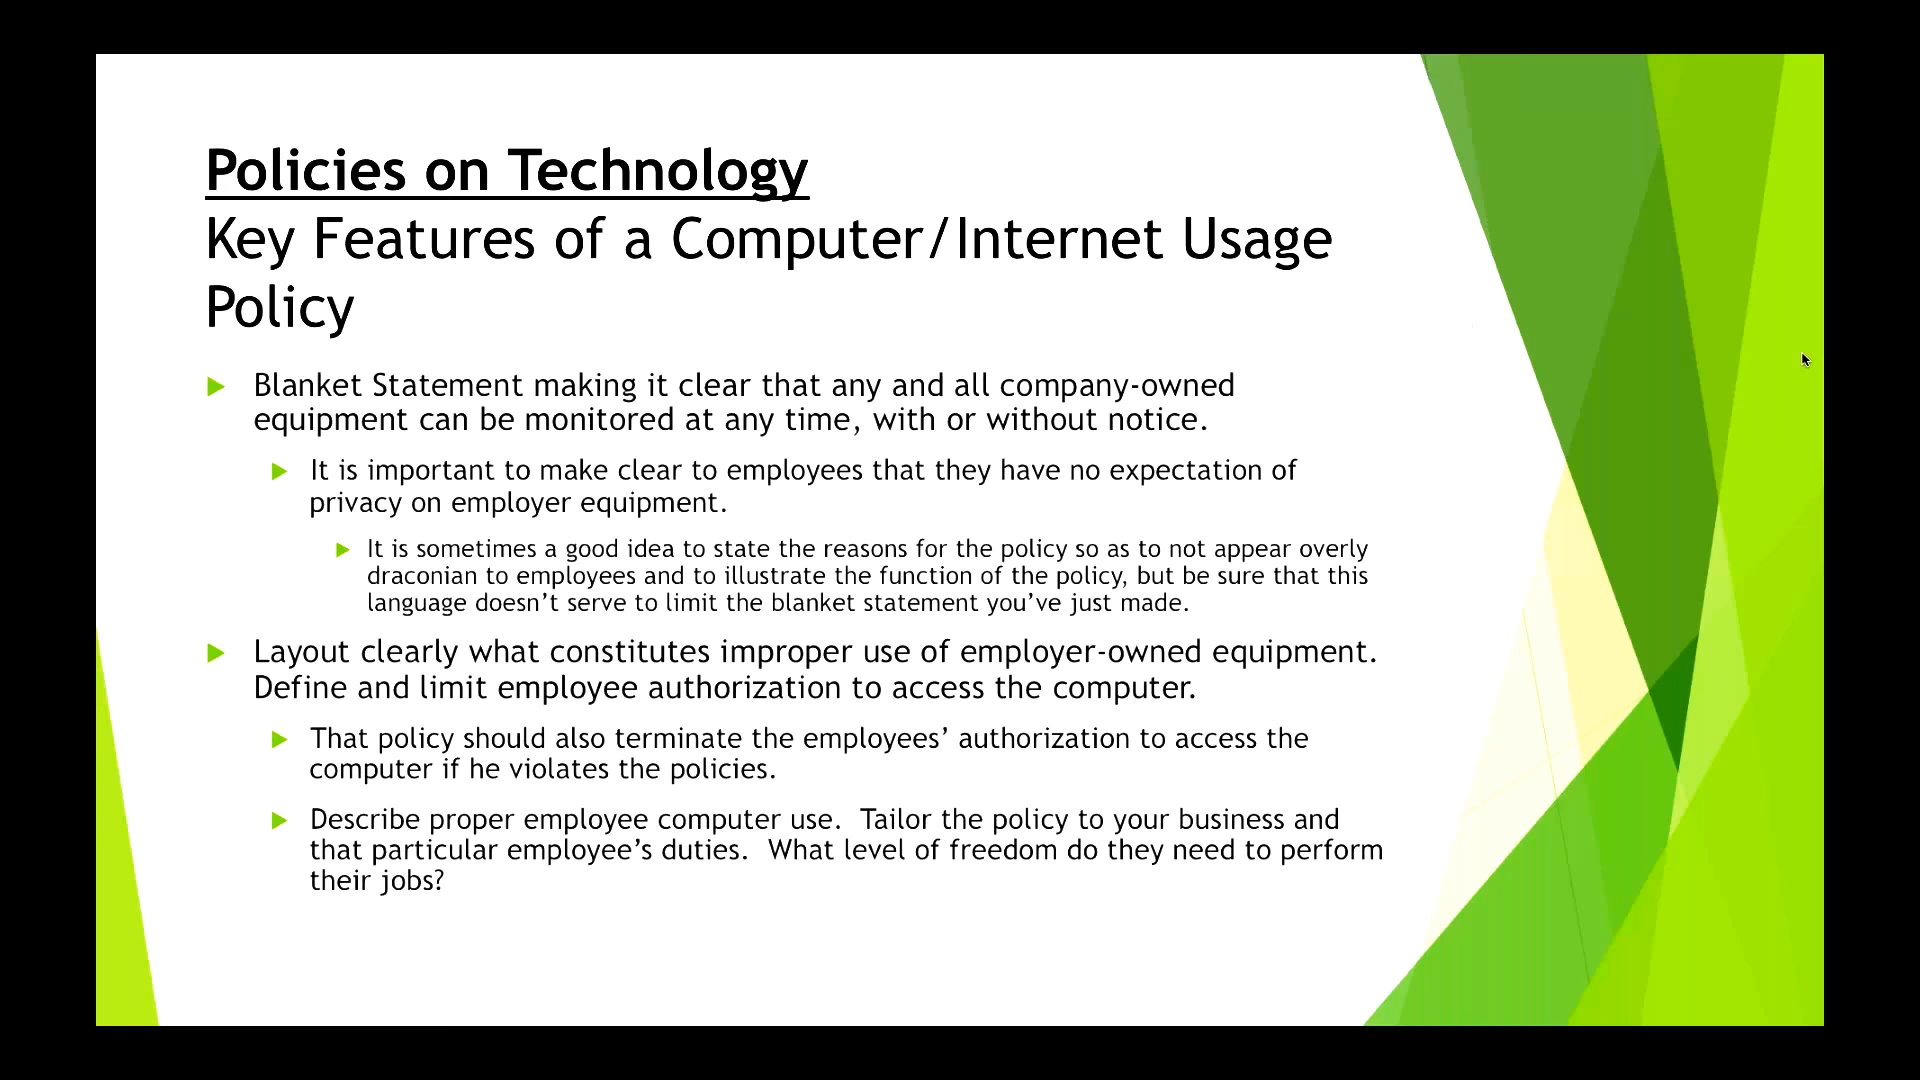 Policies on Technology
Key Features of a Computer/Internet Usage
Policy
Blanket Statement making it clear that any and all company-owned
equipment can be monitored at any time, with or without notice.
It is important to make clear to employees that they have no expectation of
privacy on employer equipment.
It is sometimes a good idea to state the reasons for the policy so as to not appear overly
draconian to employees and to illustrate the function of the policy, but be sure that this
language doesn’t serve to limit the blanket statement you’ve just made.
Layout clearly what constitutes improper use of employer-owned equipment.
Define and limit employee authorization to access the computer.
That policy should also terminate the employees’ authorization to access the
computer if he violates the policies.
Describe proper employee computer use.  Tailor the policy to your business and
that particular employee’s duties.  What level of freedom do they need to perform
their jobs?